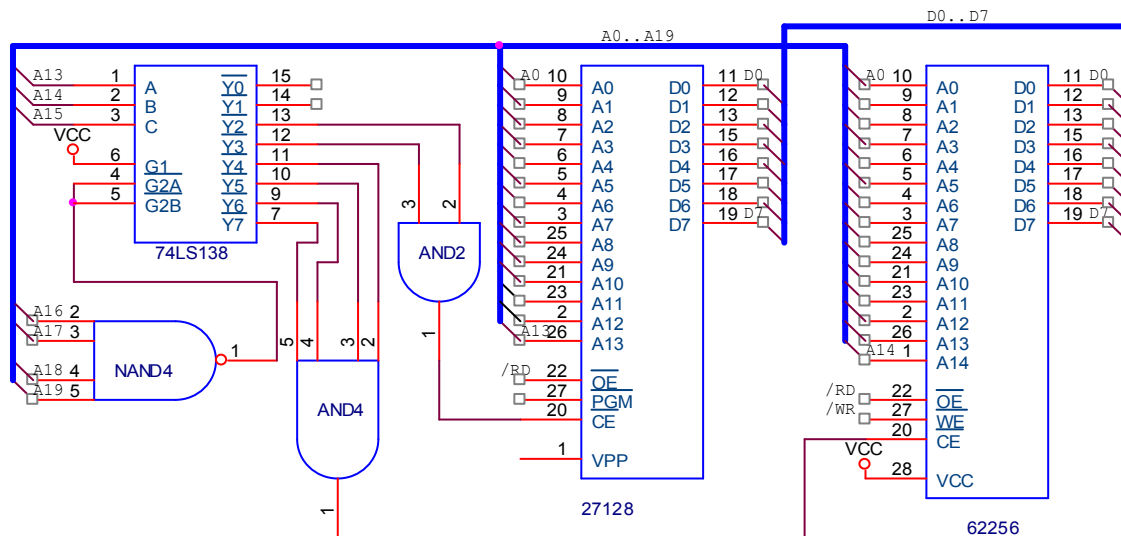 D0..D7
A0..A19
A13 1 A Y0 15
A14 2 B Y1 14
A15 3 C Y2 13
VCC Y3 12
6 G1 Y4 11
4 G2A Y5 10
5 G2B Y6 9
Y7 7
74LS138
3 2
AND2
1
A16 2
A17 3
NAND4 1
A18 4
A19 5
5 4 3 2
AND4
1
A0 10 A0 D0 11 D0
9 A1 D1 12
8 A2 D2 13
7 A3 D3 15
6 A4 D4 16
5 A5 D5 17
4 A6 D6 18
3 A7 D7 19 D7
25 A8
24 A9
21 A10
23 A11
2 A12
A13 26 A13
/RD 22 OE
27 PGM
20 CE
1 VPP
27128
A0 10 A0 D0 11 D0
9 A1 D1 12
8 A2 D2 13
7 A3 D3 15
6 A4 D4 16
5 A5 D5 17
4 A6 D6 18
3 A7 D7 19 D7
25 A8
24 A9
21 A10
23 A11
2 A12
26 A13
A14 1 A14
/RD 22 OE
/WR 27 WE
20 CE
VCC
28 VCC
62256